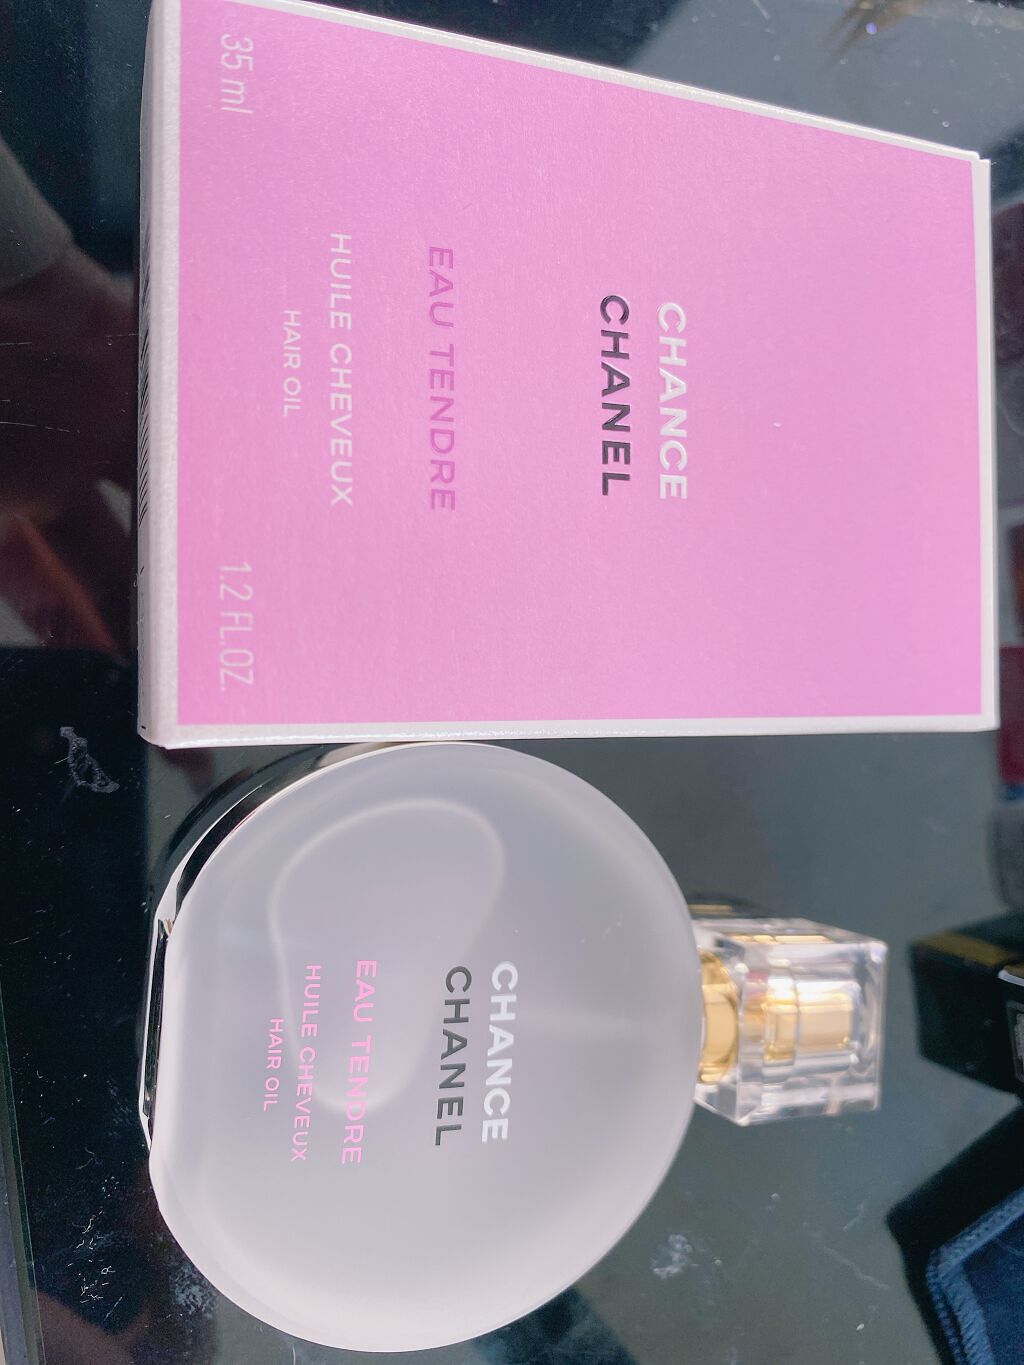 CHANCE
CHANEL
EAU TENDRE
HUILE CHEVEUX
HAIR OIL
35 ml 1.2 FL.OZ.
CHANCE
CHANEL
EAU TENDRE
HUILE CHEVEUX
HAIR OIL